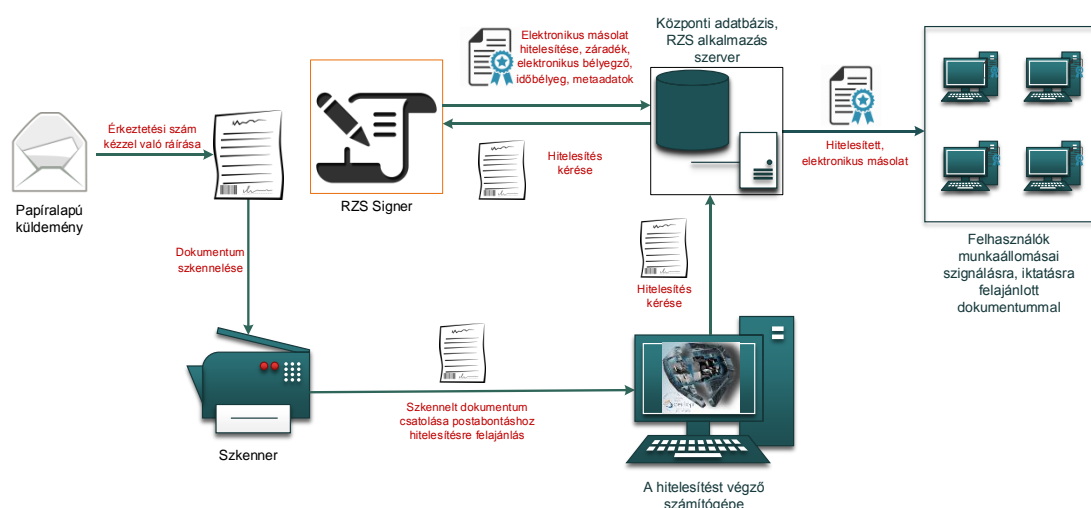 Papíralapú
küldemény
Érkeztetési szám
kézzel való ráírása
Dokumentum
szkennelése
Szkenner
Szkennelt dokumentum
csatolása postabontáshoz
hitelesítésre felajánlás
A hitelesítést végző
számítógépe
Hitelesítés
kérése
Központi adatbázis,
RZS alkalmazás
szerver
Hitelesítés
kérése
RZS Signer
Elektronikus másolat
hitelesítése, záradék,
elektronikus bélyegző,
időbélyeg, metaadatok
Hitelesített,
elektronikus másolat
Felhasználók
munkaállomásai
szignálásra, iktatásra
felajánlott
dokumentummal